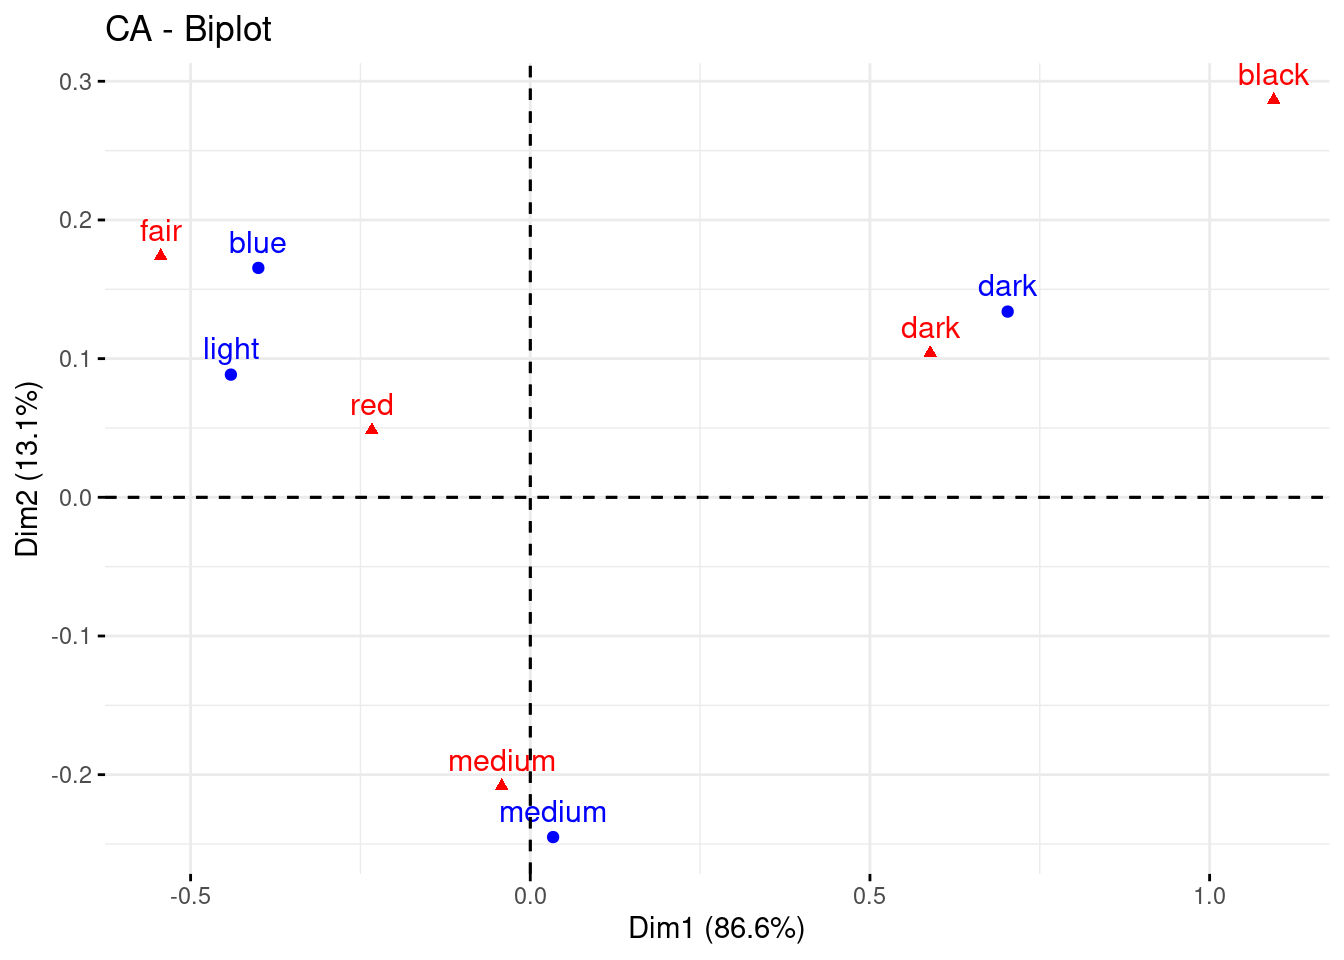 CA - Biplot
0.3
black
0.2
fair
blue
dark
dark
light
0.1
red
0.0
-0.1
medium
-0.2
medium
-0.5
0.0
0.5
1.0
Dim1 (86.6%)
Dim2 (13.1%)